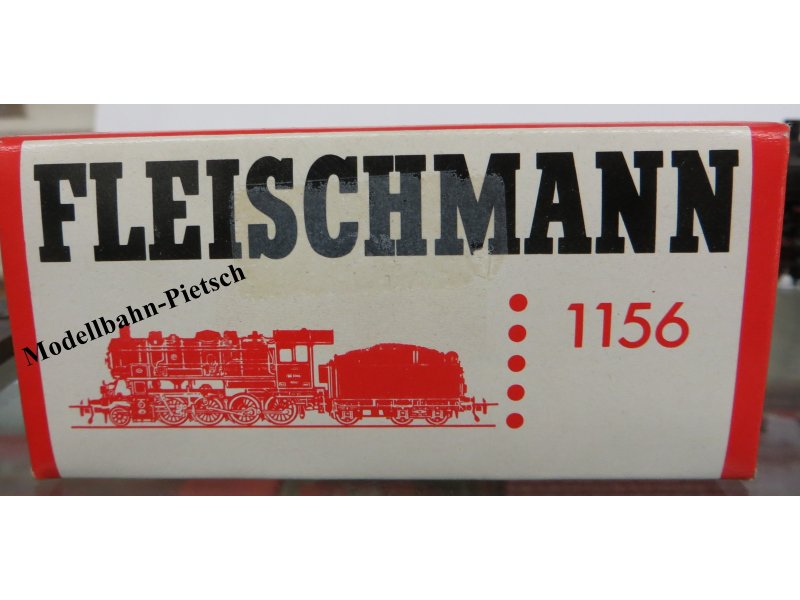 FLEISCHMANN
Modellbahn-Pietsch
1156